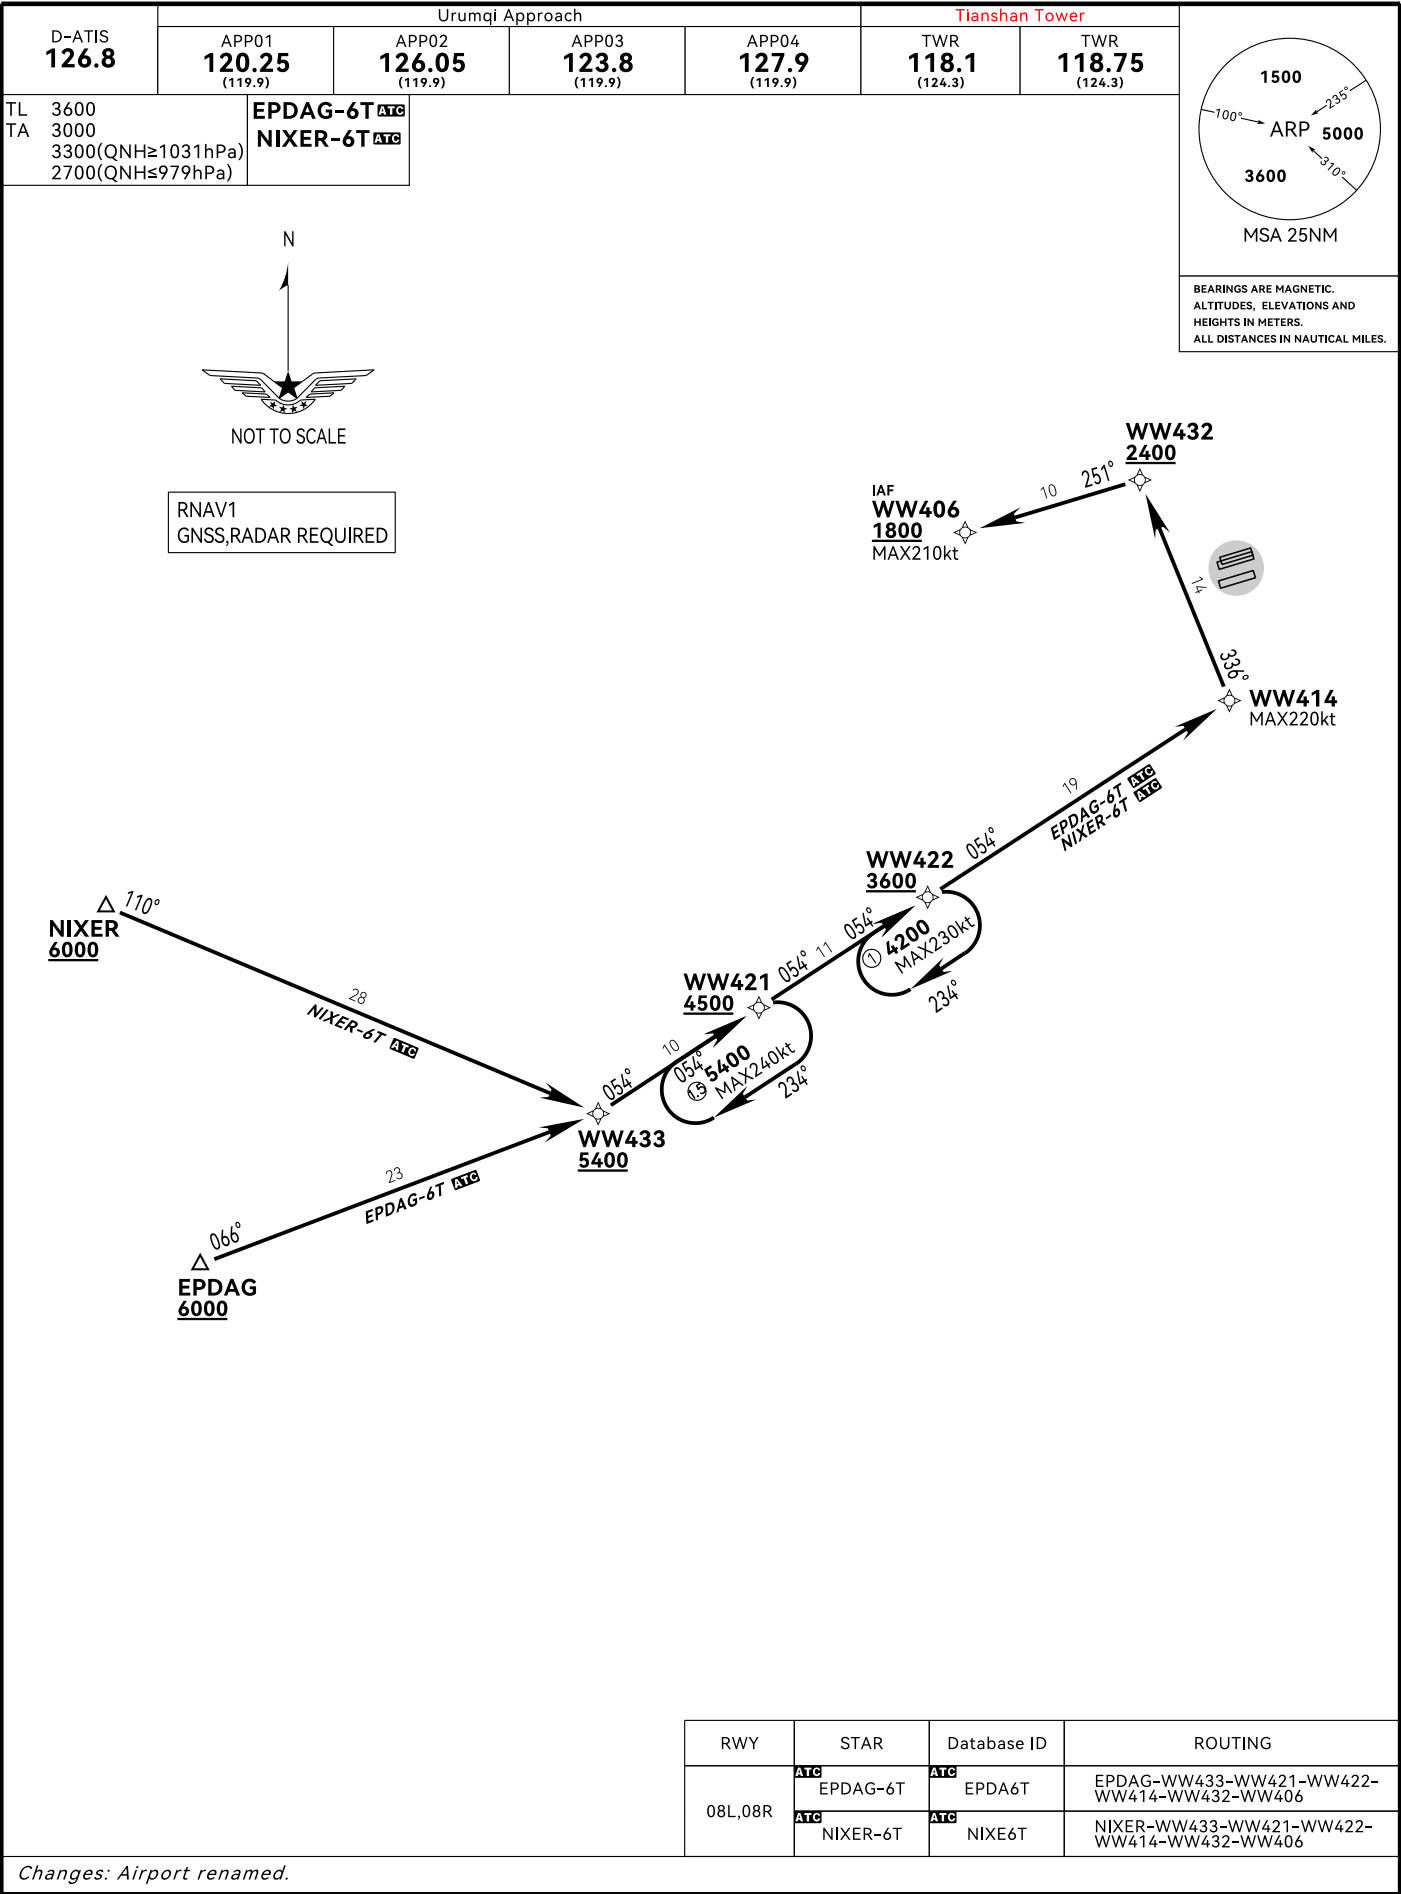 D-ATIS
126.8
Urumqi Approach
APP01
120.25
(119.9)
APP02
126.05
(119.9)
APP03
123.8
(119.9)
APP04
127.9
(119.9)
Tianshan Tower
TWR
118.1
(124.3)
TWR
118.75
(124.3)
TL 3600
TA 3000
3300(QNH≥1031hPa)
2700(QNH≤979hPa)
EPDAG-6T ATC
NIXER-6T ATC
1500
100°
235°
ARP 5000
3600
310°
MSA 25NM
BEARINGS ARE MAGNETIC.
ALTITUDES, ELEVATIONS AND
HEIGHTS IN METERS.
ALL DISTANCES IN NAUTICAL MILES.
N
NOT TO SCALE
RNAV1
GNSS,RADAR REQUIRED
WW432
2400
251°
10
IAF
WW406
1800
MAX210kt
14
336°
WW414
MAX220kt
19
EPDAG-6T ATC
NIXER-6T ATC
054°
WW422
3600
054°
1 4200
MAX230kt
234°
11
054°
WW421
4500
054°
1.5 5400
MAX240kt
234°
10
054°
NIXER
6000
110°
28
NIXER-6T ATC
WW433
5400
23
EPDAG-6T ATC
066°
EPDAG
6000
RWY STAR Database ID ROUTING
08L,08R
ATC EPDAG-6T
ATC EPDA6T
EPDAG-WW433-WW421-WW422-
WW414-WW432-WW406
ATC NIXER-6T
ATC NIXE6T
NIXER-WW433-WW421-WW422-
WW414-WW432-WW406
Changes: Airport renamed.